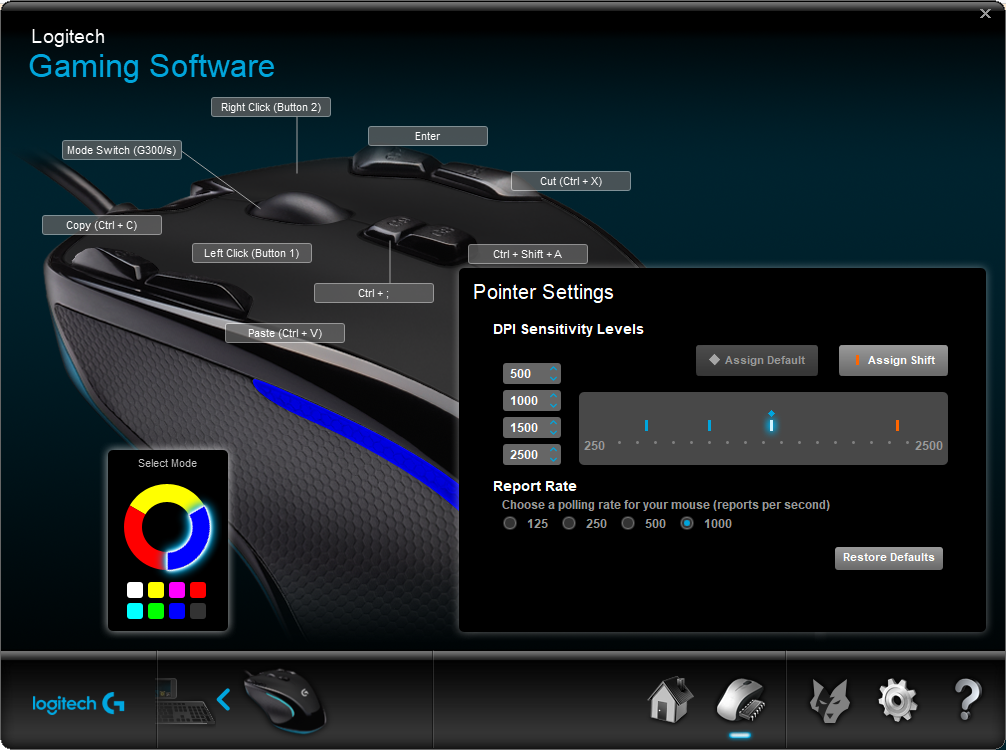 Logitech
Gaming Software
Right Click (Button 2)
Enter
Mode Switch (G300/s)
Cut (Ctrl + X)
Copy (Ctrl + C)
Left Click (Button 1)
Ctrl + Shift + A
Ctrl + ;
Paste (Ctrl + V)
Pointer Settings
DPI Sensitivity Levels
Assign Default
Assign Shift
500
1000
1500
2500
250
2500
Report Rate
Choose a polling rate for your mouse (reports per second)
125 250 500 1000
Restore Defaults
Select Mode
logitech G
?